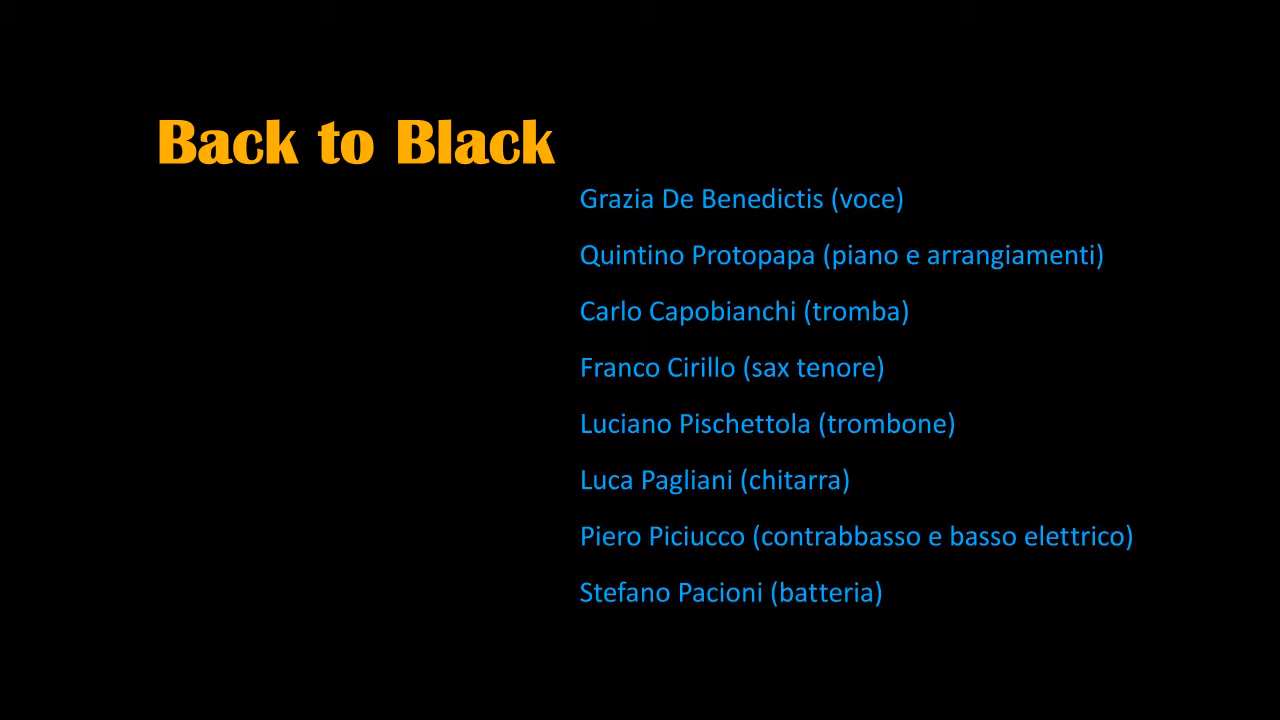 Back to Black
Grazia De Benedictis (voce)
Quintino Protopapa (piano e arrangiamenti)
Carlo Capobianchi (tromba)
Franco Cirillo (sax tenore)
Luciano Pischettola (trombone)
Luca Pagliani (chitarra)
Piero Piciucco (contrabbasso e basso elettrico)
Stefano Pacioni (batteria)